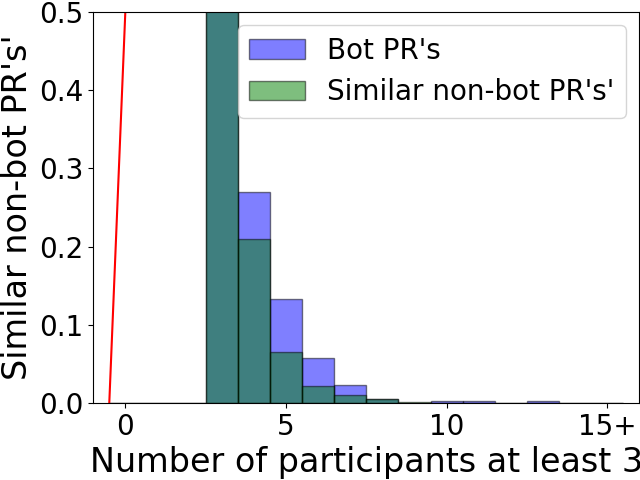 Similar non-bot PR's'
0.5
0.4
0.3
0.2
0.1
0.0
Bot PR's
Similar non-bot PR's'
0
5
10
15+
Number of participants at least 3